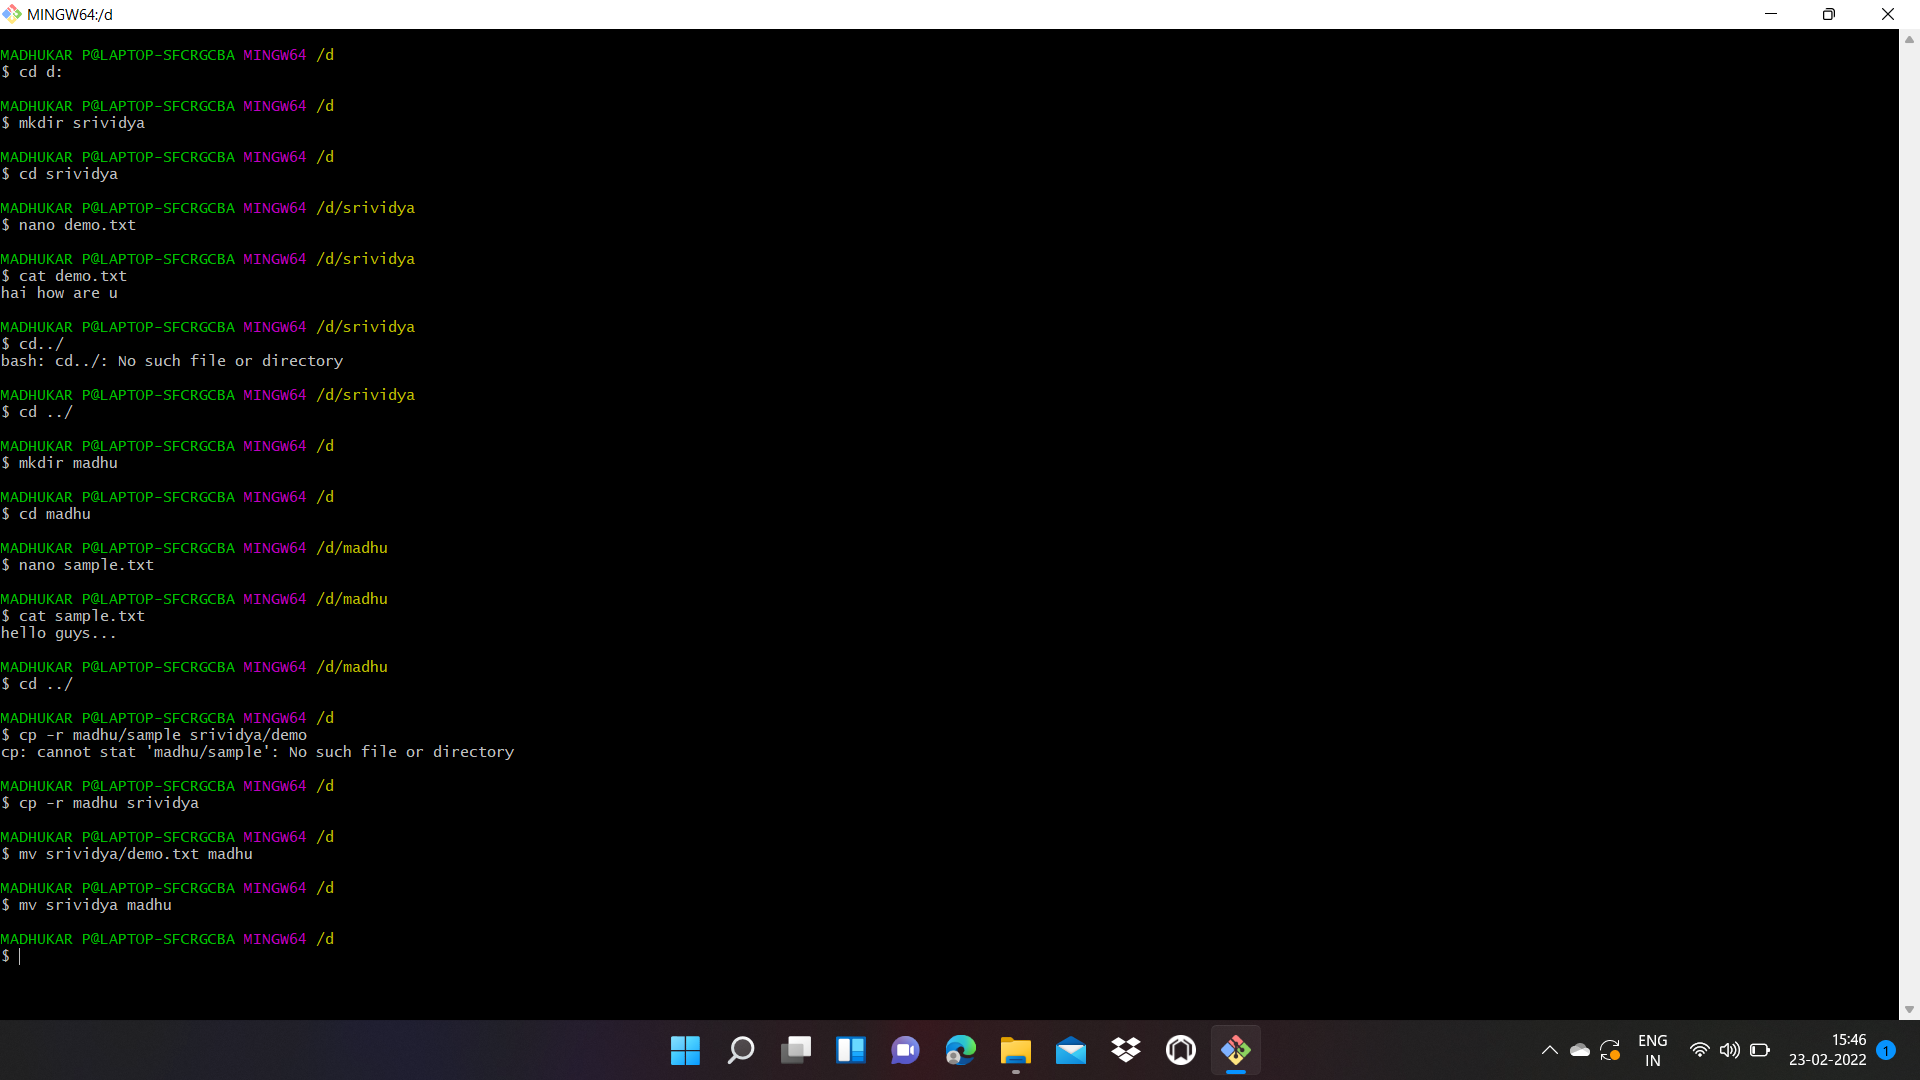 MINGW64:/d
MADHUKAR P@LAPTOP-SFCRGCBA MINGW64 /d
$ cd d:
MADHUKAR P@LAPTOP-SFCRGCBA MINGW64 /d
$ mkdir srividya
MADHUKAR P@LAPTOP-SFCRGCBA MINGW64 /d
$ cd srividya
MADHUKAR P@LAPTOP-SFCRGCBA MINGW64 /d/srividya
$ nano demo.txt
MADHUKAR P@LAPTOP-SFCRGCBA MINGW64 /d/srividya
$ cat demo.txt
hai how are u
MADHUKAR P@LAPTOP-SFCRGCBA MINGW64 /d/srividya
$ cd../
bash: cd../: No such file or directory
MADHUKAR P@LAPTOP-SFCRGCBA MINGW64 /d/srividya
$ cd ../
MADHUKAR P@LAPTOP-SFCRGCBA MINGW64 /d
$ mkdir madhu
MADHUKAR P@LAPTOP-SFCRGCBA MINGW64 /d
$ cd madhu
MADHUKAR P@LAPTOP-SFCRGCBA MINGW64 /d/madhu
$ nano sample.txt
MADHUKAR P@LAPTOP-SFCRGCBA MINGW64 /d/madhu
$ cat sample.txt
hello guys...
MADHUKAR P@LAPTOP-SFCRGCBA MINGW64 /d/madhu
$ cd ../
MADHUKAR P@LAPTOP-SFCRGCBA MINGW64 /d
$ cp -r madhu/sample srividya/demo
cp: cannot stat 'madhu/sample': No such file or directory
MADHUKAR P@LAPTOP-SFCRGCBA MINGW64 /d
$ cp -r madhu srividya
MADHUKAR P@LAPTOP-SFCRGCBA MINGW64 /d
$ mv srividya/demo.txt madhu
MADHUKAR P@LAPTOP-SFCRGCBA MINGW64 /d
$ mv srividya madhu
MADHUKAR P@LAPTOP-SFCRGCBA MINGW64 /d
$
ENG
IN
15:46
23-02-2022
1